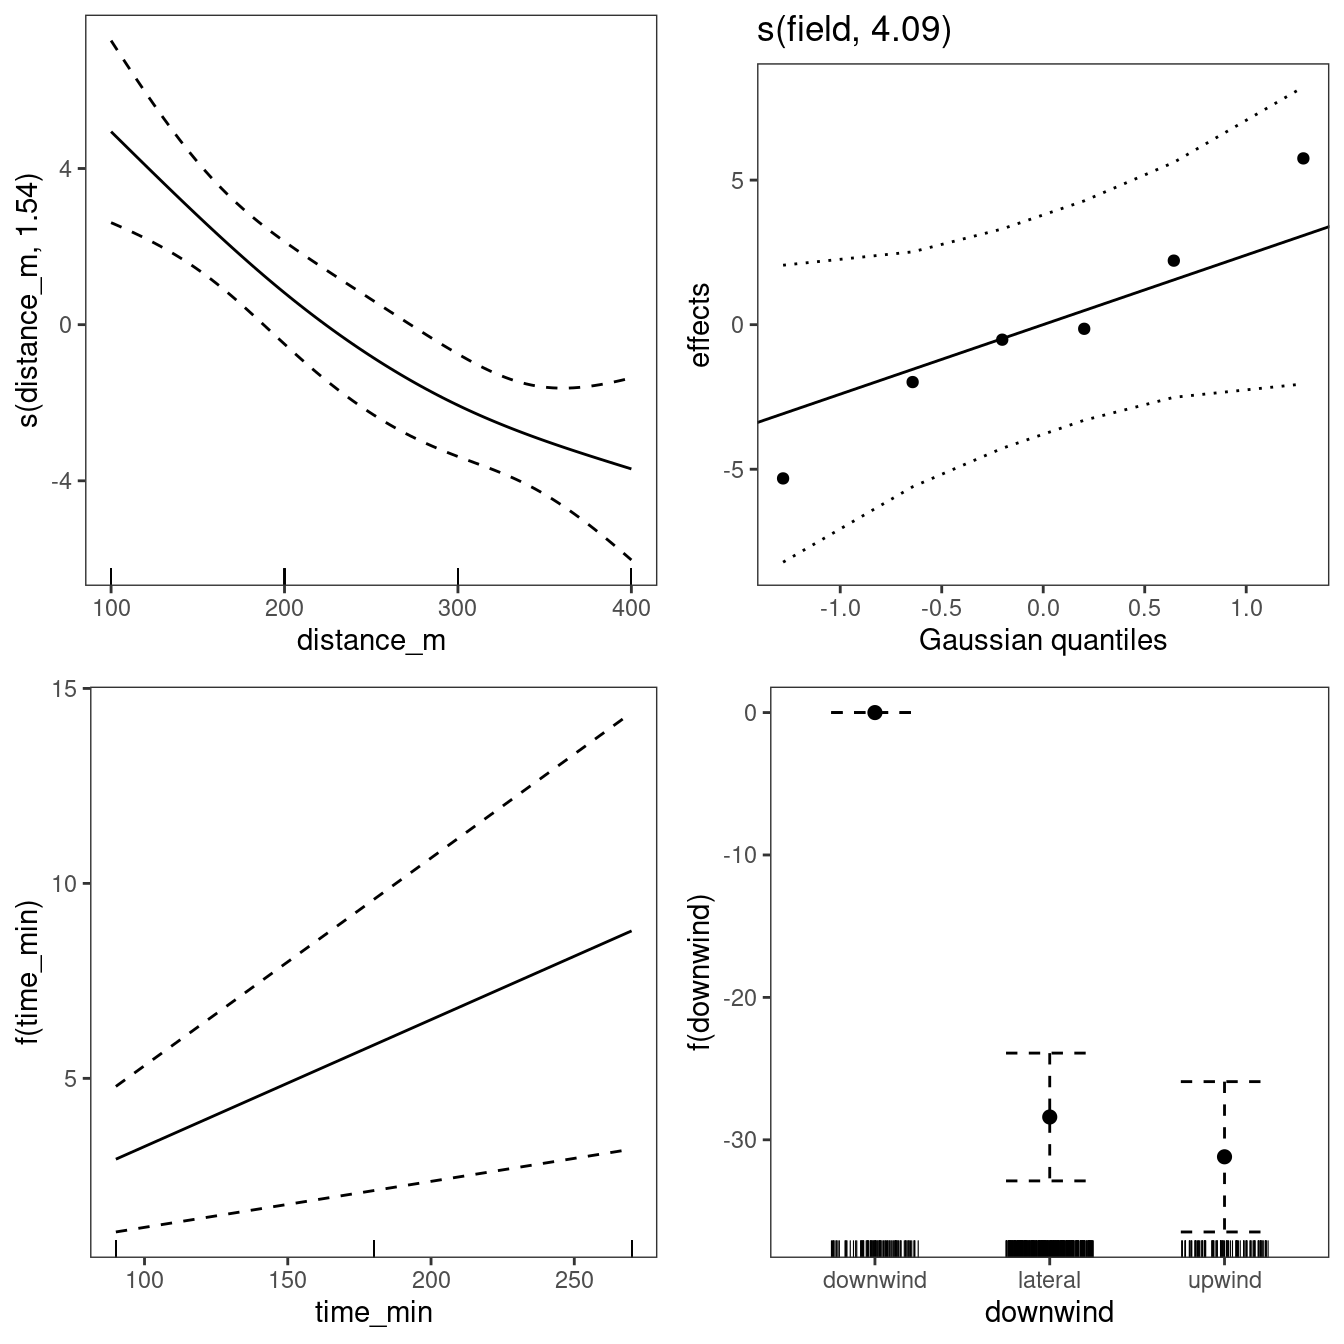 s(distance_m, 1.54)
4
0
-4
100 200 300 400
distance_m
s(field, 4.09)
effects
5
0
-5
-1.0 -0.5 0.0 0.5 1.0
Gaussian quantiles
f(time_min)
15
10
5
100 150 200 250
time_min
f(downwind)
0
-10
-20
-30
downwind lateral upwind
downwind